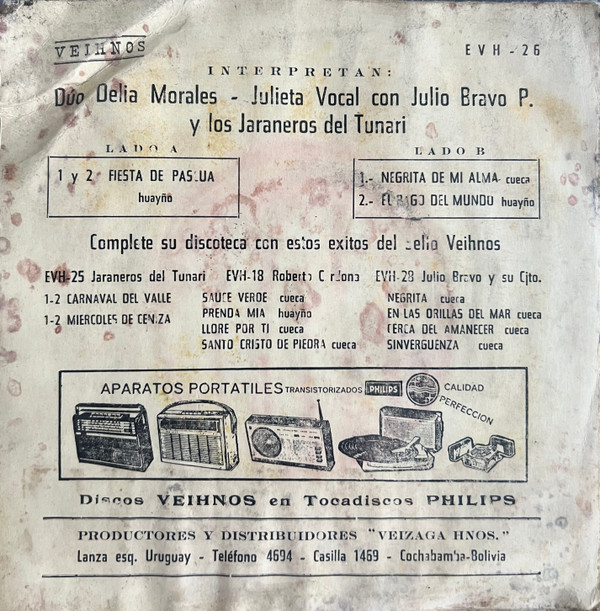 VEIHNOS
EVH-26
INTERPRETAN:
Dúo Delia Morales - Julieta Vocal con Julio Bravo P.
y los Jaraneros del Tunari
LADO A
1 y 2 FIESTA DE PASCUA
huayño
LADO B
1.- NEGRITA DE MI ALMA cueca
2.- DEL MUNDO huayño
Complete su discoteca con estos exitos del sello Veihnos
EVH-25 Jaraneros del Tunari
1-2 CARNAVAL DEL VALLE
1-2 MIERCOLES DE CENIZA
EVH-18 Roberto
SAUCE VERDE cueca
PRENDA MIA huayño
LLORE POR TI cueca
SANTO CRISTO DE PIEDRA cueca
EVH-28 Julio Bravo y su Cjto.
NEGRITA cueca
EN LAS ORILLAS DEL MAR cueca
CERCA DEL AMANECER cueca
SINVERGUENZA cueca
APARATOS PORTATILES TRANSISTORIZADOS PHILIPS CALIDAD
PERFECCION
Discos VEIHNOS en Tocadiscos PHILIPS
PRODUCTORES Y DISTRIBUIDORES "VEIZAGA HNOS."
Lanza esq. Uruguay - Teléfono 4694 - Casilla 1469 - Cochabamba-Bolivia